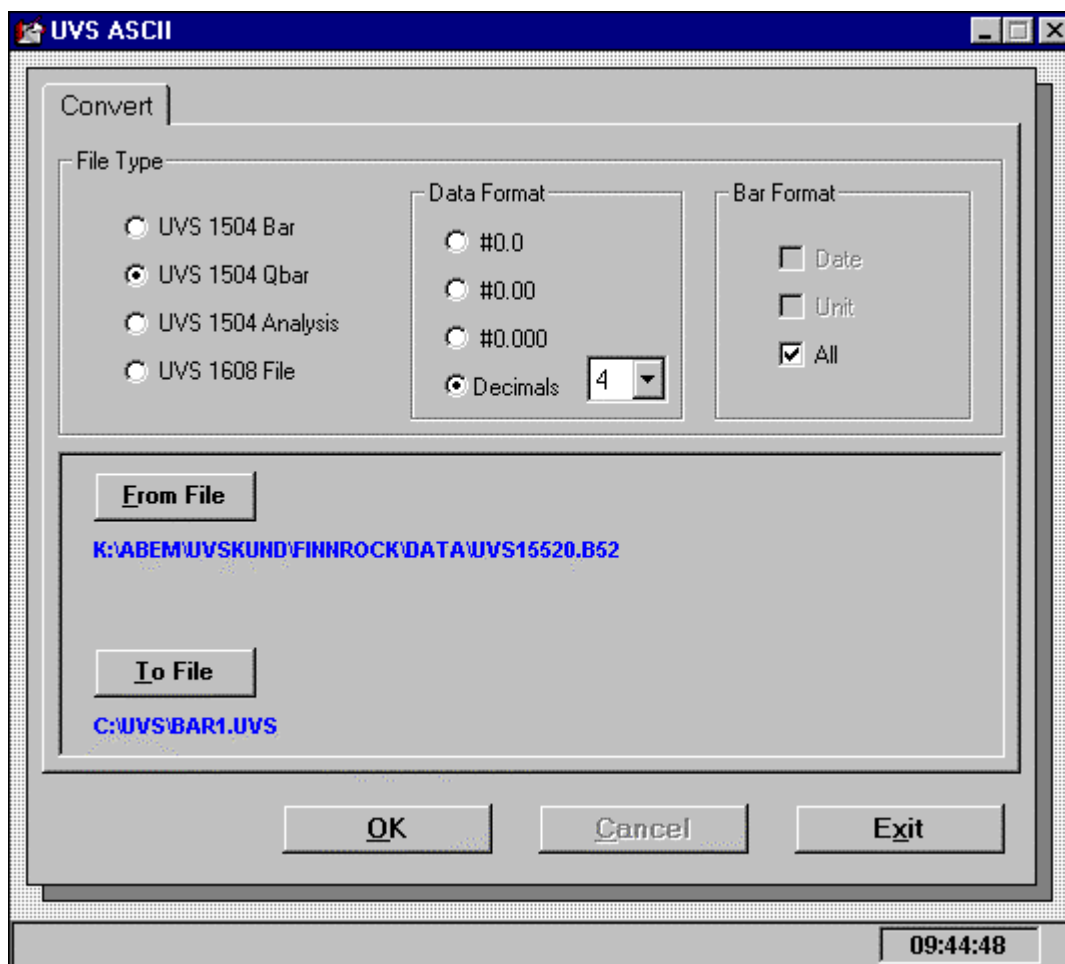 UVS ASCII
Convert
File Type
UVS 1504 Bar
UVS 1504 Qbar
UVS 1504 Analysis
UVS 1608 File
Data Format
#0.0
#0.00
#0.000
Decimals 4
Bar Format
Date
Unit
All
From File
K:\ABEM\UVSKUND\FINNROCK\DATA\UVS15520.B52
To File
C:\UVS\BAR1.UVS
OK Cancel Exit
09:44:48